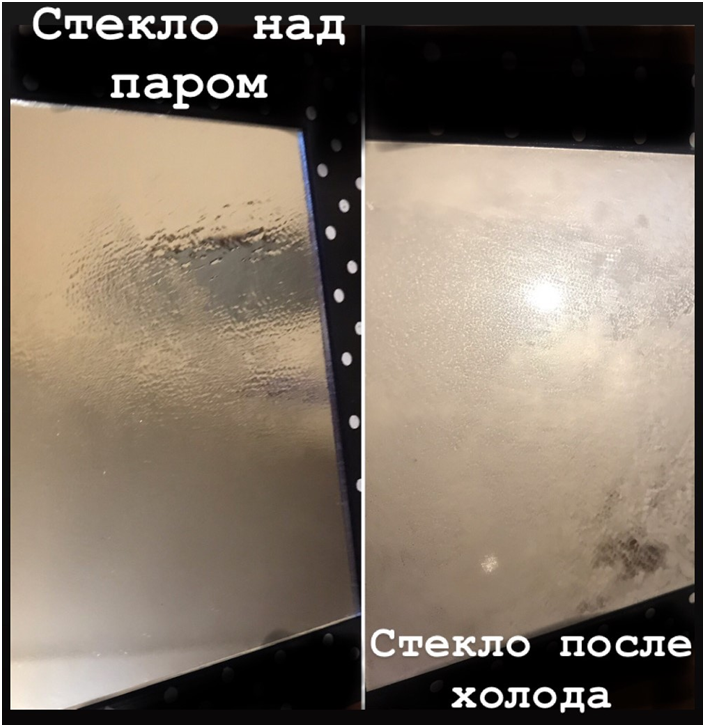 Стекло над
паром
Стекло после
холода